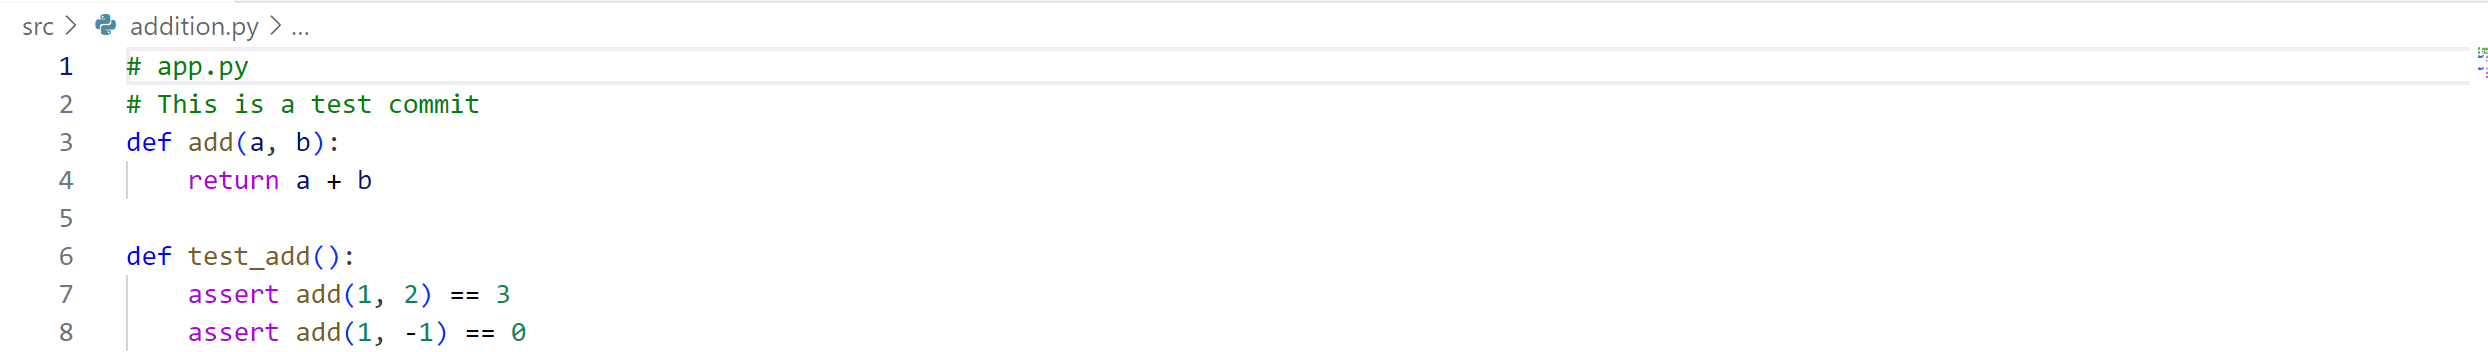 src > addition.py > ...
1 # app.py
2 # This is a test commit
3 def add(a, b):
4     return a + b
5
6 def test_add():
7     assert add(1, 2) == 3
8     assert add(1, -1) == 0